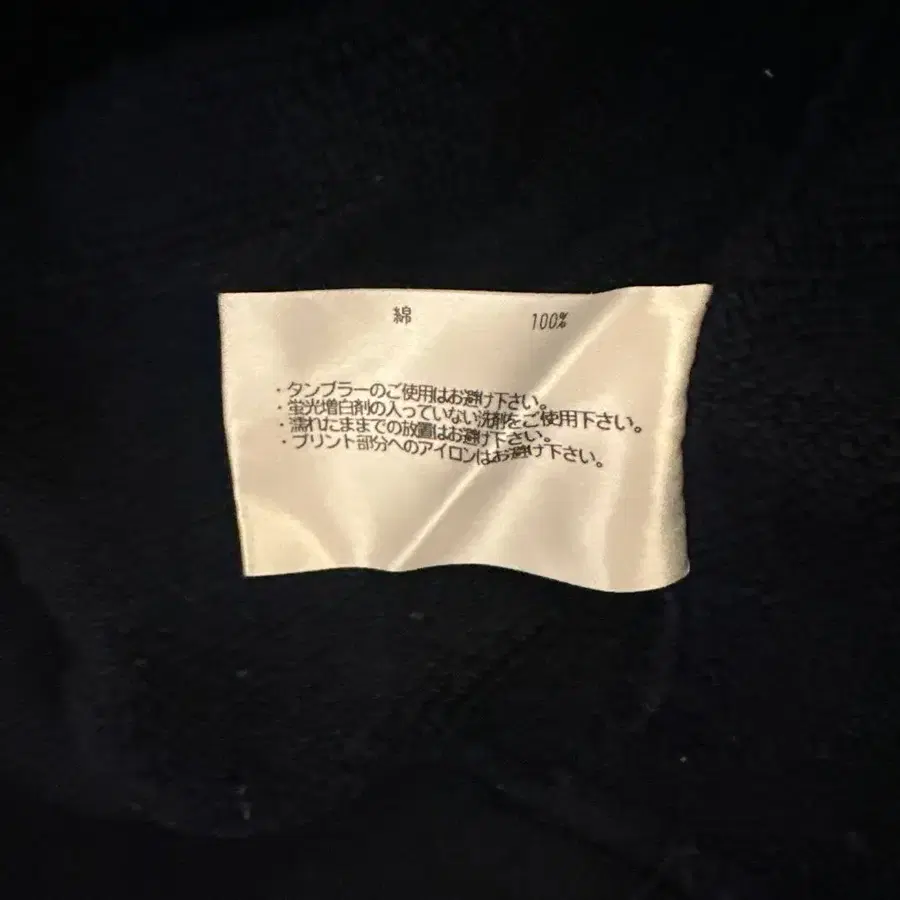 綿 100%
・タンブラーのご使用はお避け下さい。
・蛍光増白剤の入っていない洗剤をご使用下さい。
・濡れたままでの放置はお避け下さい。
・プリント部分へのアイロンはお避け下さい。